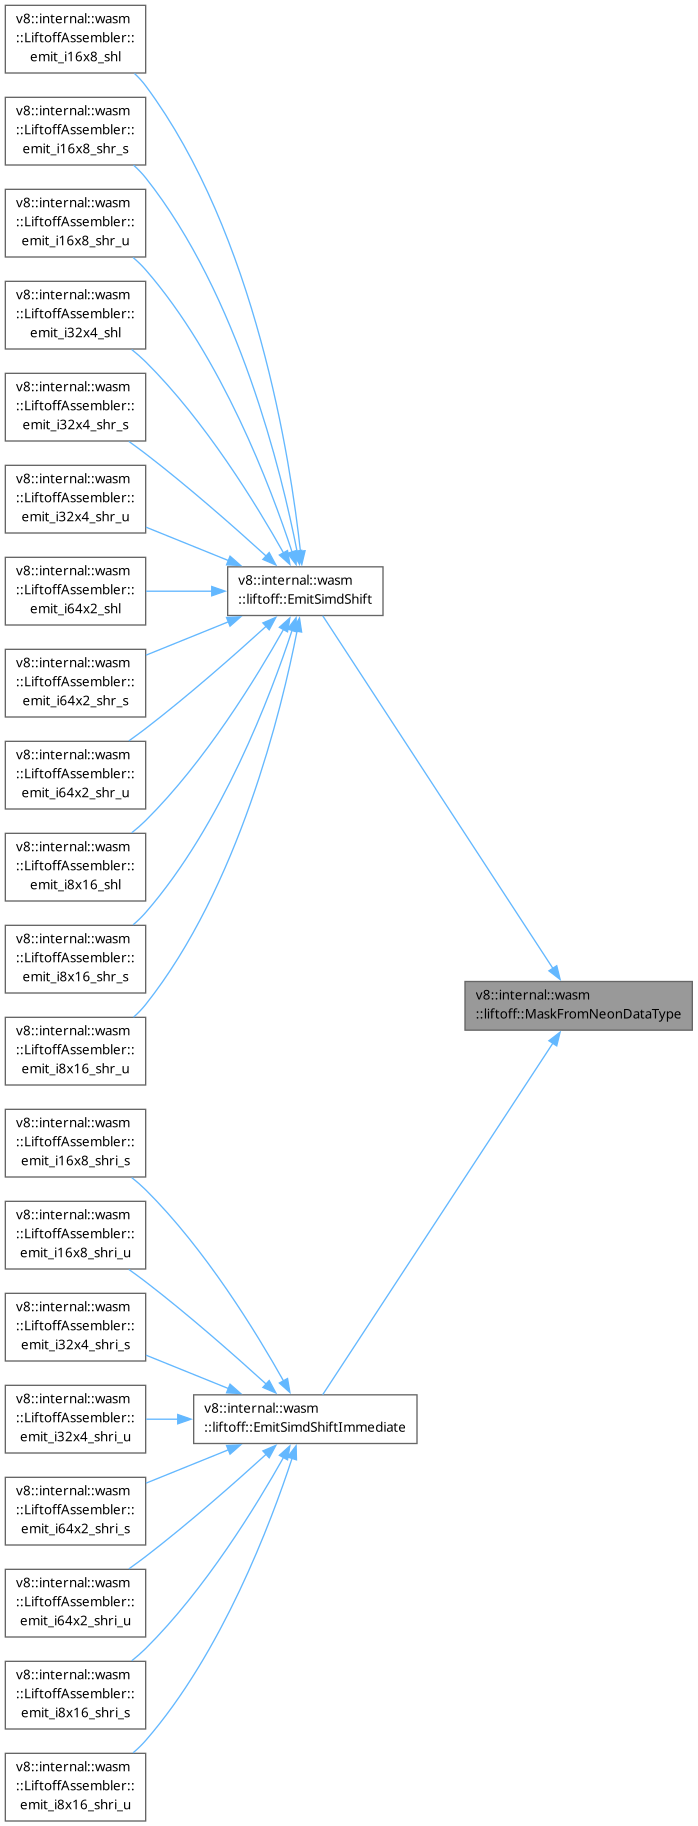 v8::internal::wasm
::LiftoffAssembler::
emit_i16x8_shl
v8::internal::wasm
::LiftoffAssembler::
emit_i16x8_shr_s
v8::internal::wasm
::LiftoffAssembler::
emit_i16x8_shr_u
v8::internal::wasm
::LiftoffAssembler::
emit_i32x4_shl
v8::internal::wasm
::LiftoffAssembler::
emit_i32x4_shr_s
v8::internal::wasm
::LiftoffAssembler::
emit_i32x4_shr_u
v8::internal::wasm
::LiftoffAssembler::
emit_i64x2_shl
v8::internal::wasm
::liftoff::EmitSimdShift
v8::internal::wasm
::LiftoffAssembler::
emit_i64x2_shr_s
v8::internal::wasm
::LiftoffAssembler::
emit_i64x2_shr_u
v8::internal::wasm
::LiftoffAssembler::
emit_i8x16_shl
v8::internal::wasm
::LiftoffAssembler::
emit_i8x16_shr_s
v8::internal::wasm
::liftoff::MaskFromNeonDataType
v8::internal::wasm
::LiftoffAssembler::
emit_i8x16_shr_u
v8::internal::wasm
::LiftoffAssembler::
emit_i16x8_shri_s
v8::internal::wasm
::LiftoffAssembler::
emit_i16x8_shri_u
v8::internal::wasm
::LiftoffAssembler::
emit_i32x4_shri_s
v8::internal::wasm
::LiftoffAssembler::
emit_i32x4_shri_u
v8::internal::wasm
::liftoff::EmitSimdShiftImmediate
v8::internal::wasm
::LiftoffAssembler::
emit_i64x2_shri_s
v8::internal::wasm
::LiftoffAssembler::
emit_i64x2_shri_u
v8::internal::wasm
::LiftoffAssembler::
emit_i8x16_shri_s
v8::internal::wasm
::LiftoffAssembler::
emit_i8x16_shri_u